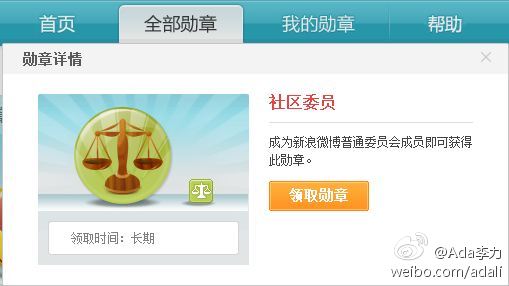 首页 全部勋章 我的勋章 帮助
勋章详情
社区委员
成为新浪微博普通委员会成员即可获得
此勋章。
领取勋章
领取时间：长期
@Ada李力
weibo.com/adali